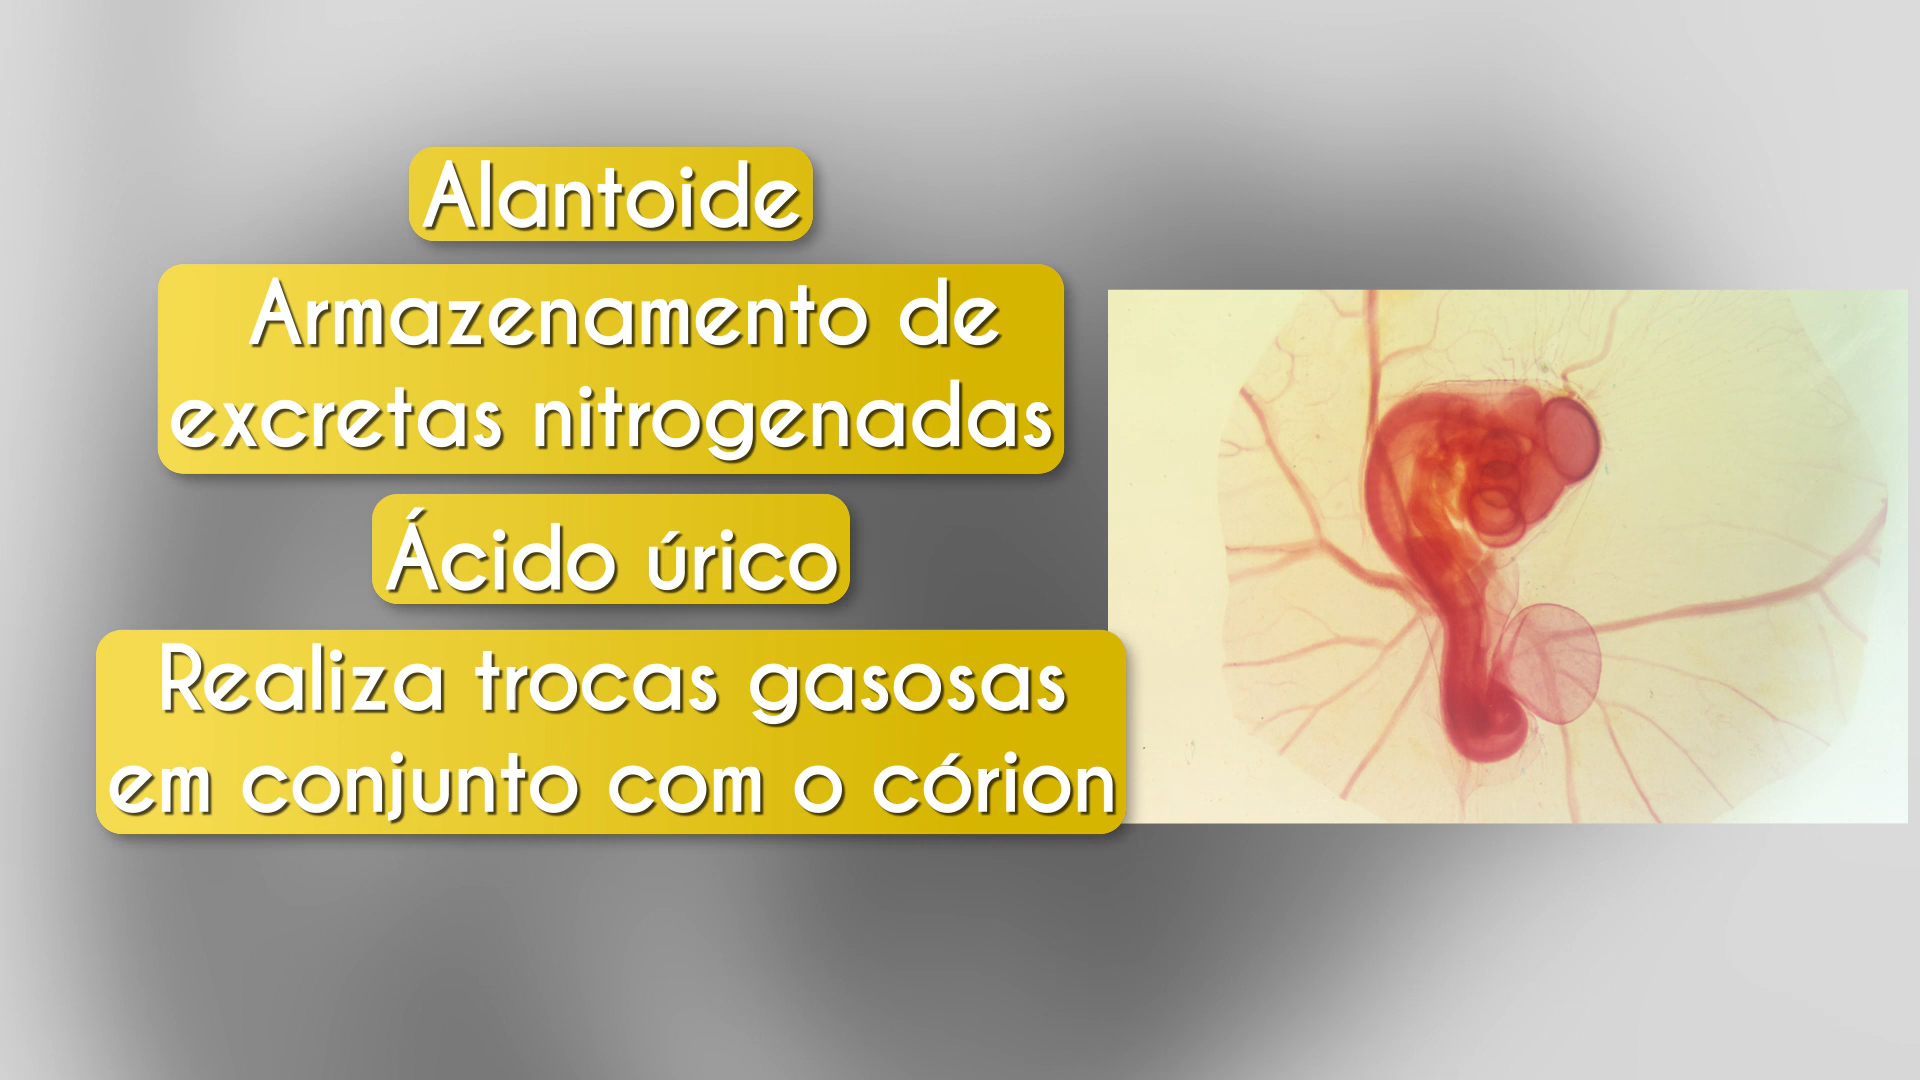 Alantoide
Armazenamento de
excretas nitrogenadas
Ácido úrico
Realiza trocas gasosas
em conjunto com o córion